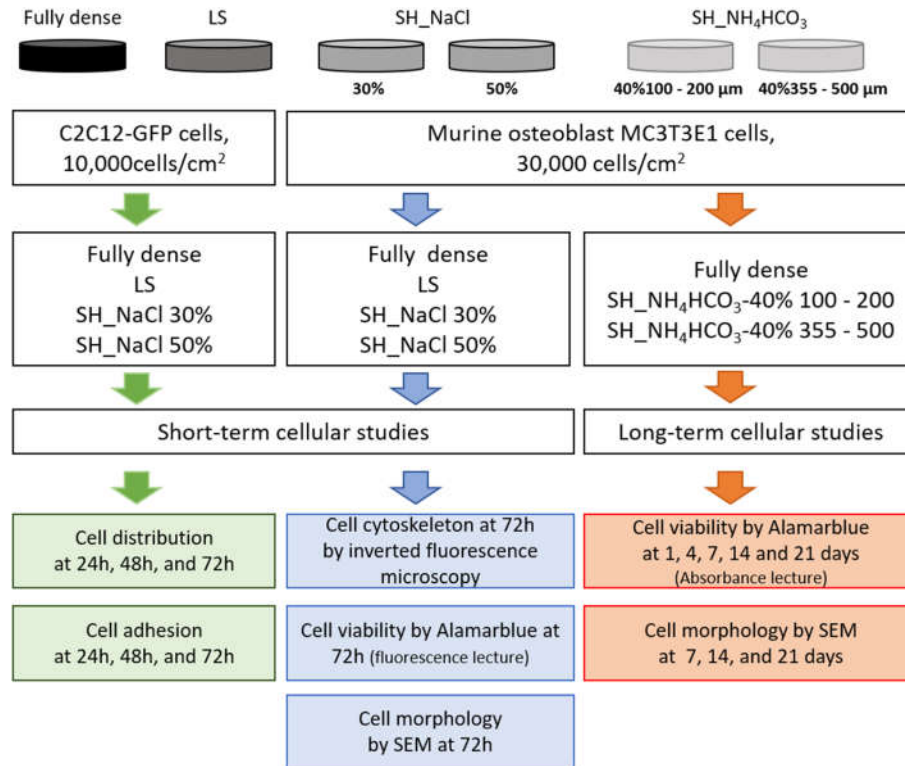 Fully dense
LS
SH_NaCl
SH_NH₄HCO₃
30%
50%
40%100 - 200 µm
40%355 - 500 µm
C2C12-GFP cells,
10,000cells/cm²
Murine osteoblast MC3T3E1 cells,
30,000 cells/cm²
Fully dense
LS
SH_NaCl 30%
SH_NaCl 50%
Fully dense
LS
SH_NaCl 30%
SH_NaCl 50%
Fully dense
SH_NH₄HCO₃-40% 100 - 200
SH_NH₄HCO₃-40% 355 - 500
Short-term cellular studies
Long-term cellular studies
Cell distribution
at 24h, 48h, and 72h
Cell cytoskeleton at 72h
by inverted fluorescence
microscopy
Cell viability by Alamarblue
at 1, 4, 7, 14 and 21 days
(Absorbance lecture)
Cell adhesion
at 24h, 48h, and 72h
Cell viability by Alamarblue at
72h (fluorescence lecture)
Cell morphology by SEM
at 7, 14, and 21 days
Cell morphology
by SEM at 72h